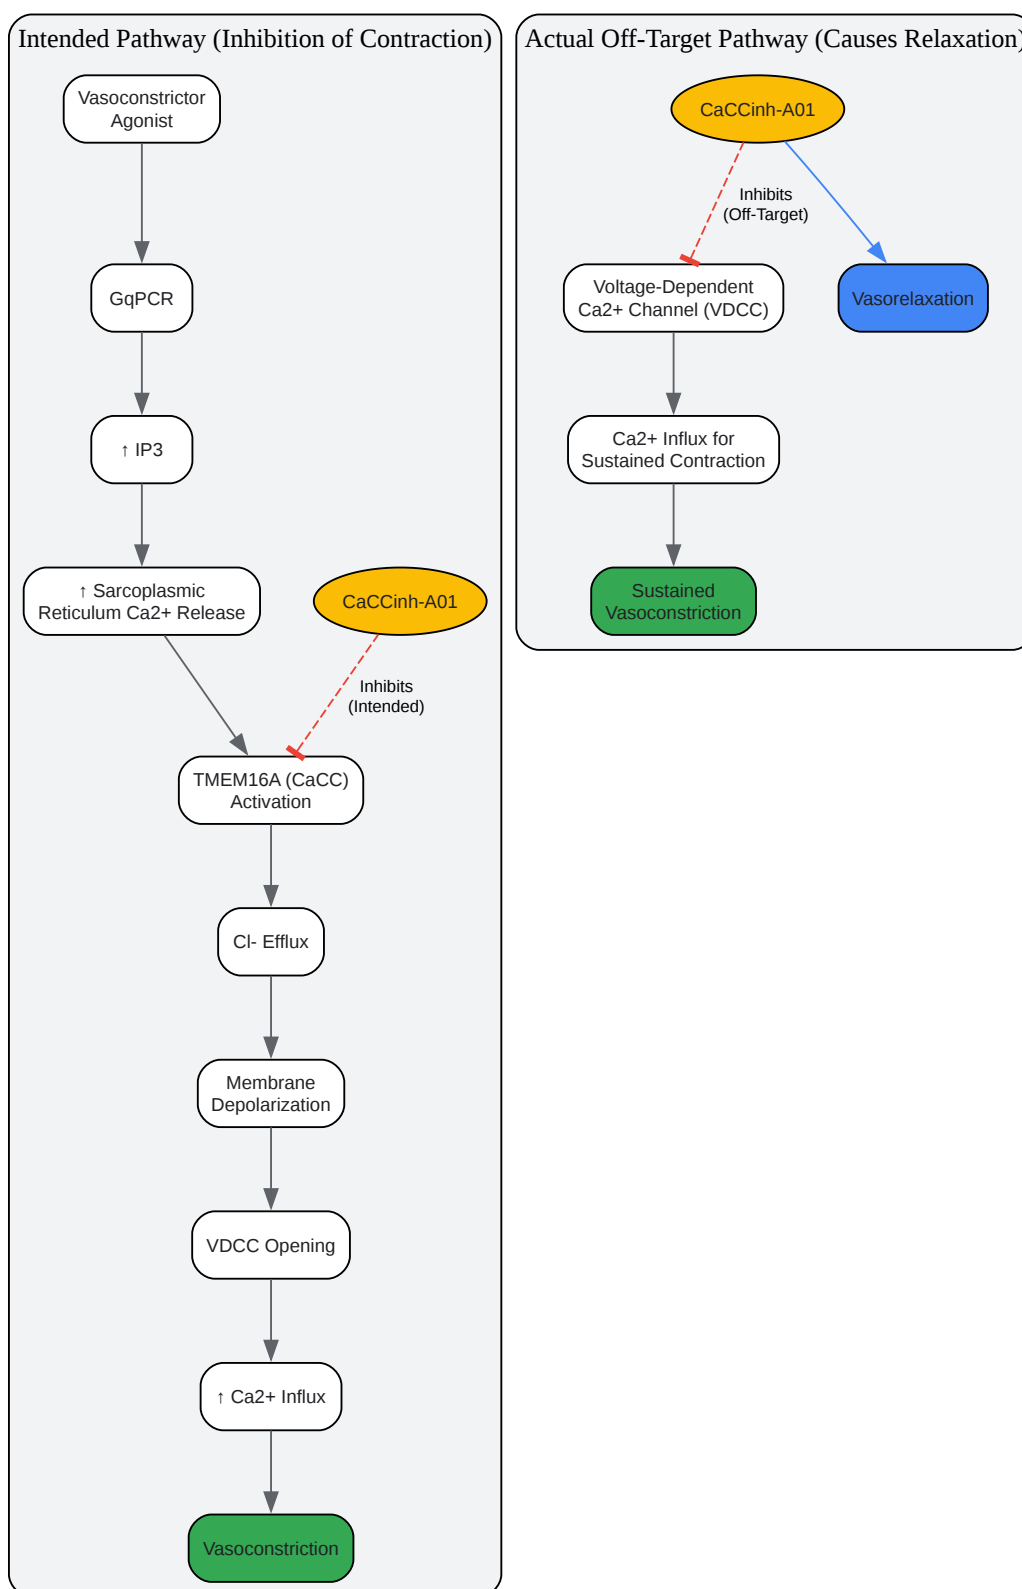 Intended Pathway (Inhibition of Contraction)
Vasoconstrictor
Agonist
GqPCR
↑ IP3
↑ Sarcoplasmic
Reticulum Ca2+ Release
CaCCinh-A01
Inhibits
(Intended)
TMEM16A (CaCC)
Activation
Cl- Efflux
Membrane
Depolarization
VDCC Opening
↑ Ca2+ Influx
Vasoconstriction
Actual Off-Target Pathway (Causes Relaxation)
CaCCinh-A01
Inhibits
(Off-Target)
Voltage-Dependent
Ca2+ Channel (VDCC)
Vasorelaxation
Ca2+ Influx for
Sustained Contraction
Sustained
Vasoconstriction